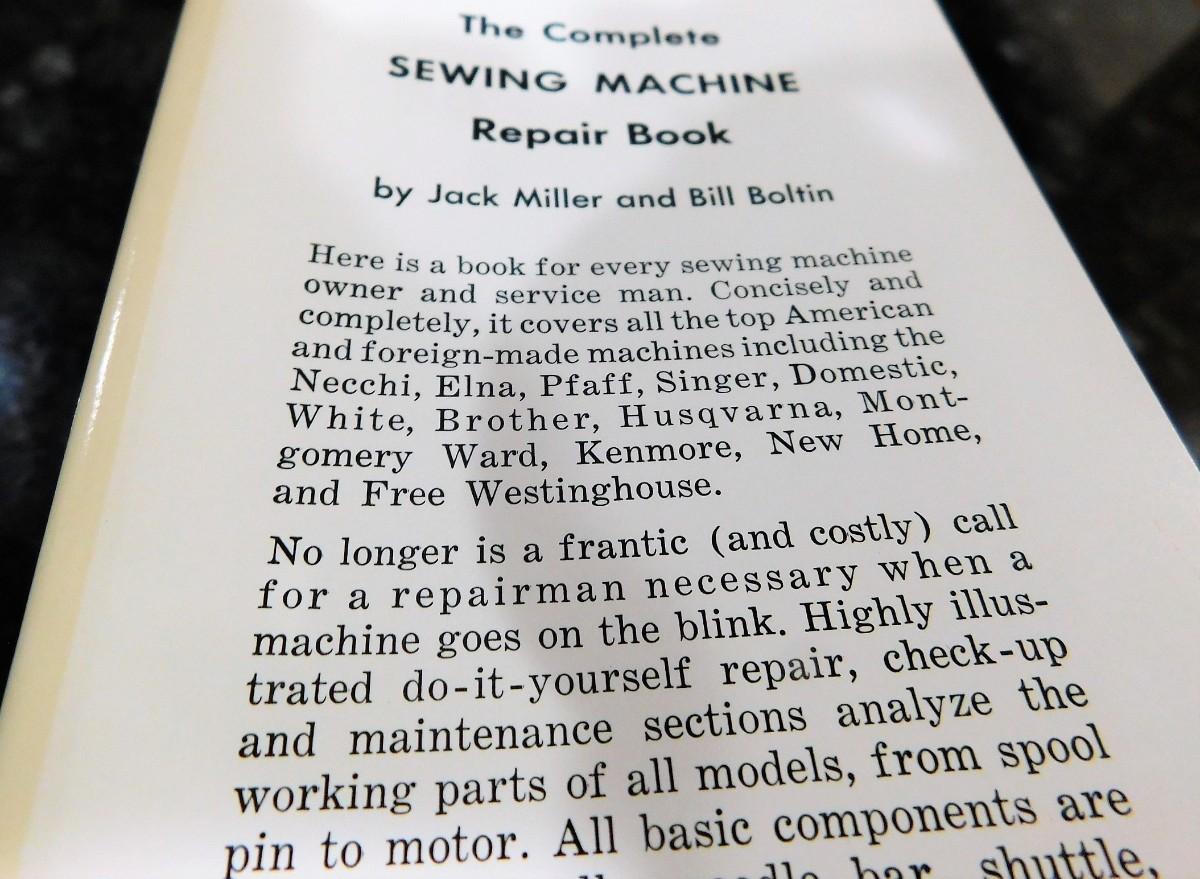 The Complete
SEWING MACHINE
Repair Book
by Jack Miller and Bill Boltin
Here is a book for every sewing machine
owner and service man. Concisely and
completely, it covers all the top American
and foreign-made machines including the
Necchi, Elna, Pfaff, Singer, Domestic,
White, Brother, Husqvarna, Mont-
gomery Ward, Kenmore, New Home,
and Free Westinghouse.
No longer is a frantic (and costly) call
for a repairman necessary when a
machine goes on the blink. Highly illus-
trated do-it-yourself repair, check-up
and maintenance sections analyze the
working parts of all models, from spool
pin to motor. All basic components are
bar, shuttle,